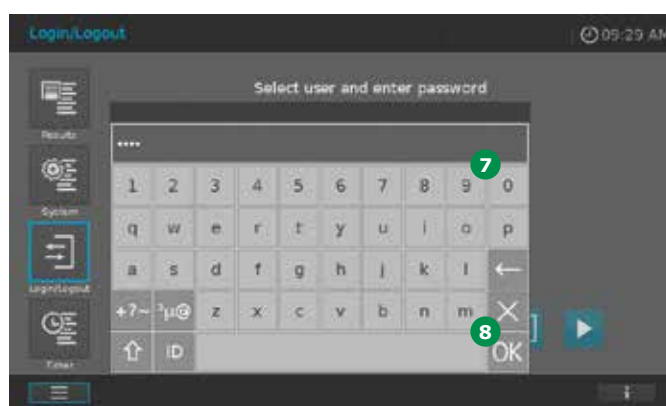 Login/Logout
09:29 AM
Select user and enter password
Results
••••
7
1 2 3 4 5 6 7 8 9 0
System
q w e r t y u i o p
a s d f g h j k l ←
Login/Logout
+?~ ³µ@ z x c v b n m X
8
⇧ ID OK
Timer
i